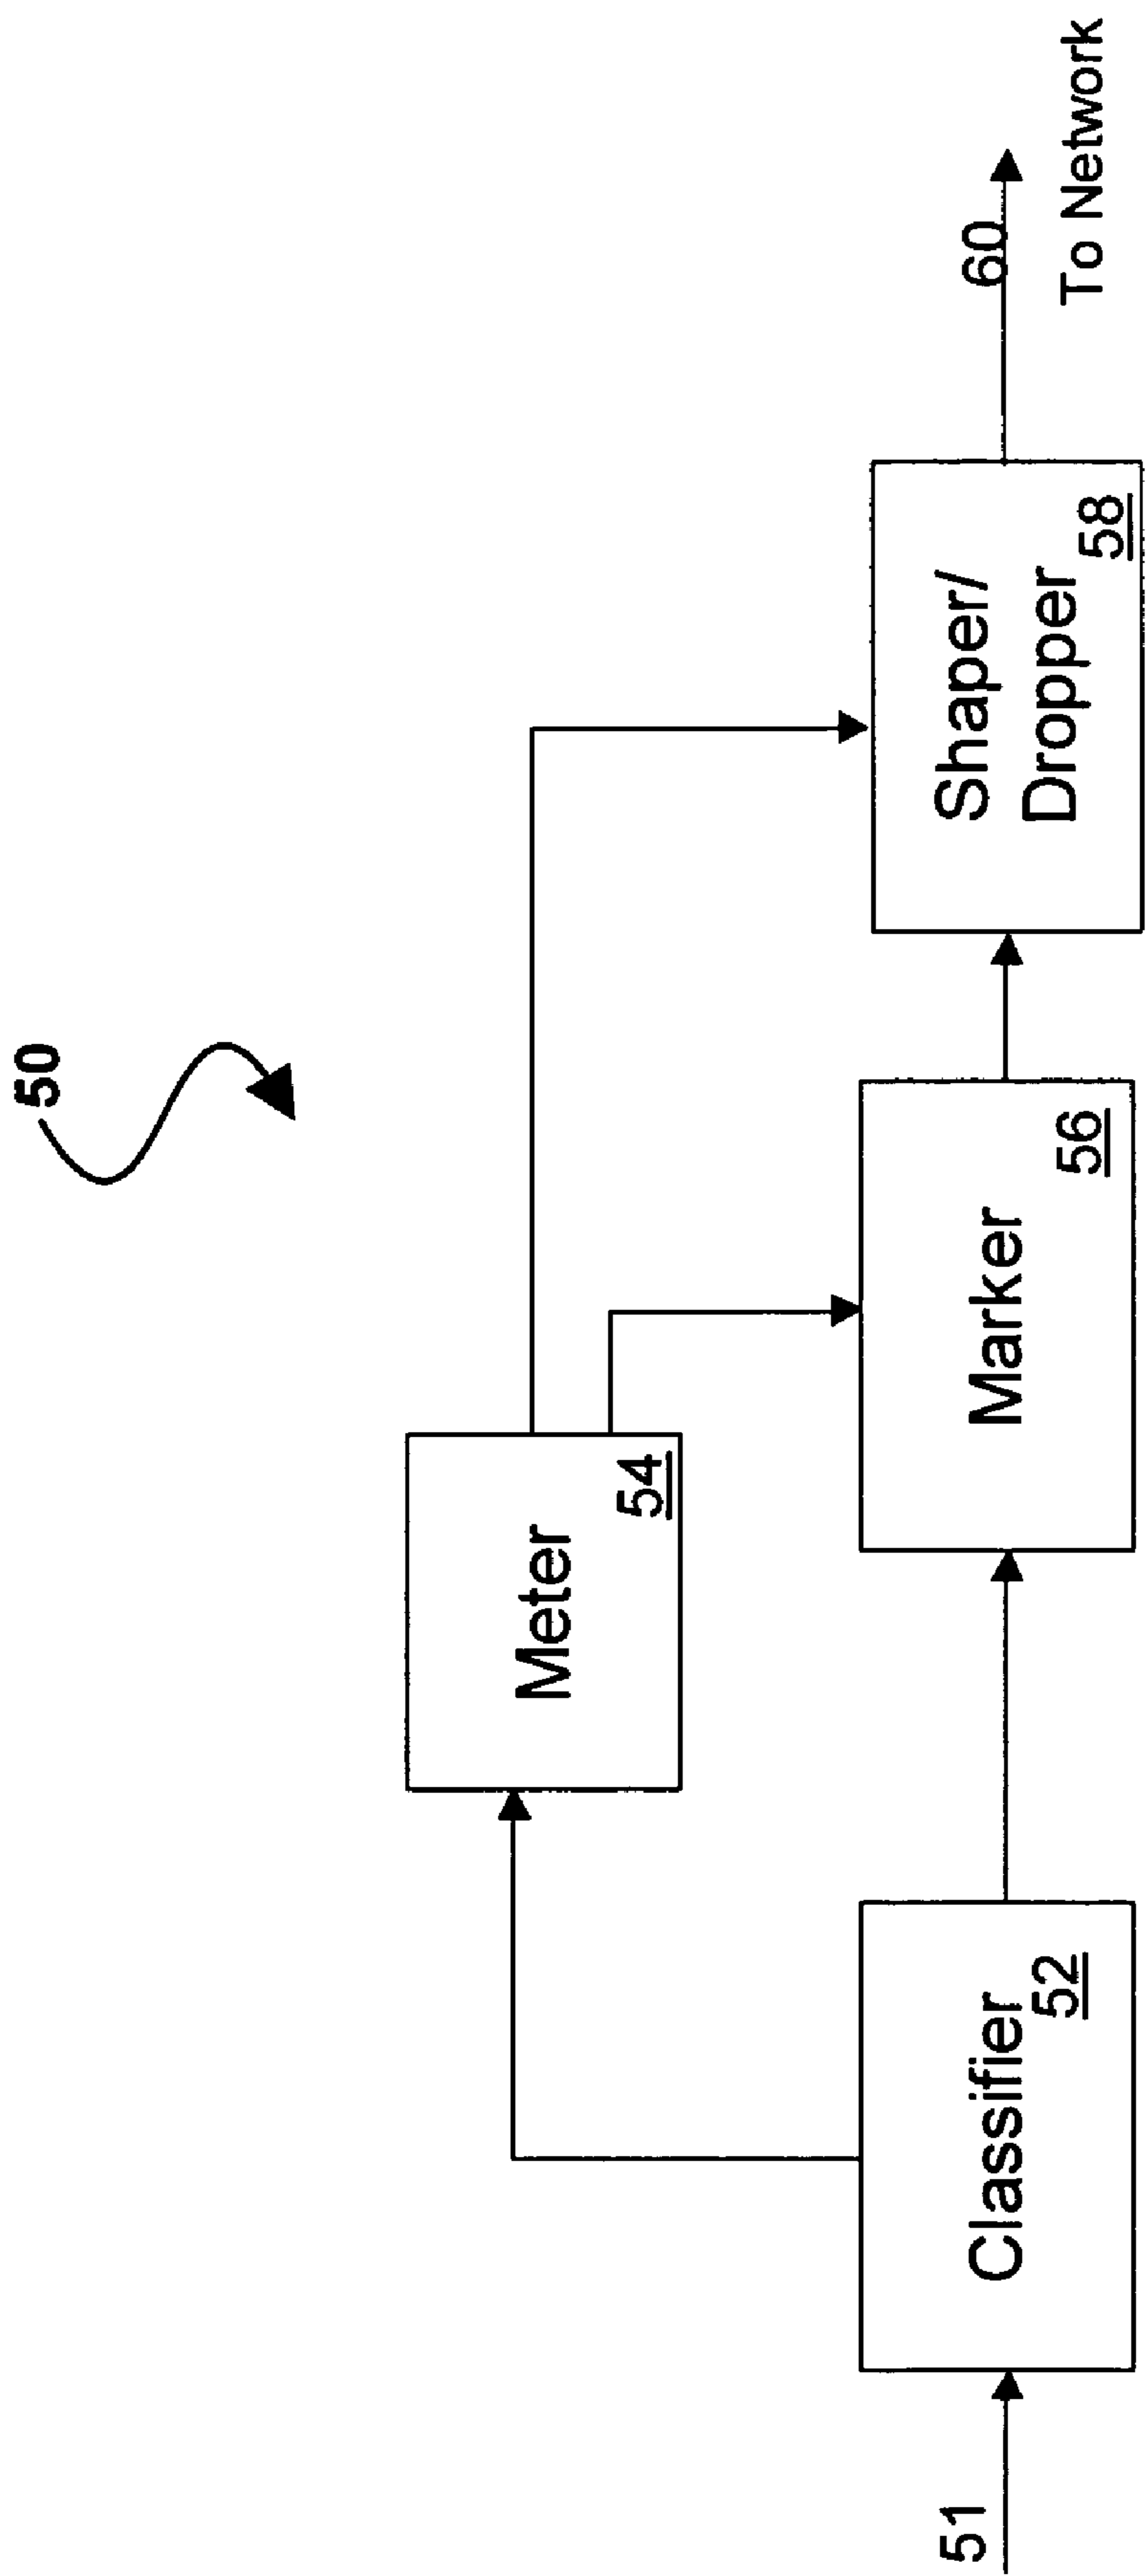 50
Meter
54
51
Classifier
52
Marker
56
Shaper/
Dropper
58
60
To Network